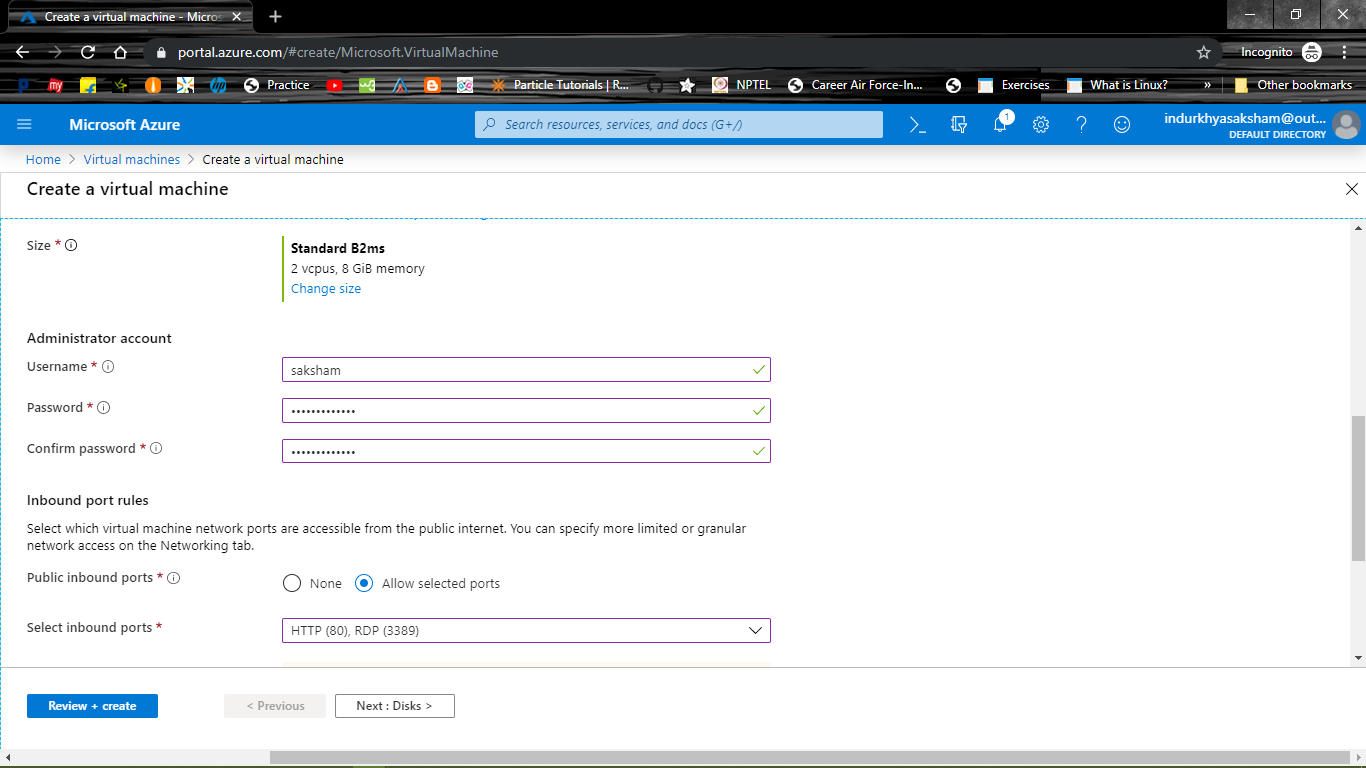 Create a virtual machine - Micros
portal.azure.com/#create/Microsoft.VirtualMachine
Incognito
my
Practice
Particle Tutorials | R...
NPTEL
Career Air Force-In...
Exercises
What is Linux?
»
Other bookmarks
Microsoft Azure
Search resources, services, and docs (G+/)
1
indurkhyasaksham@out...
DEFAULT DIRECTORY
Home > Virtual machines > Create a virtual machine
Create a virtual machine
Size *
Standard B2ms
2 vcpus, 8 GiB memory
Change size
Administrator account
Username *
saksham
Password *
•••••••••••••
Confirm password *
•••••••••••••
Inbound port rules
Select which virtual machine network ports are accessible from the public internet. You can specify more limited or granular
network access on the Networking tab.
Public inbound ports *
None
Allow selected ports
Select inbound ports *
HTTP (80), RDP (3389)
Review + create
< Previous
Next : Disks >